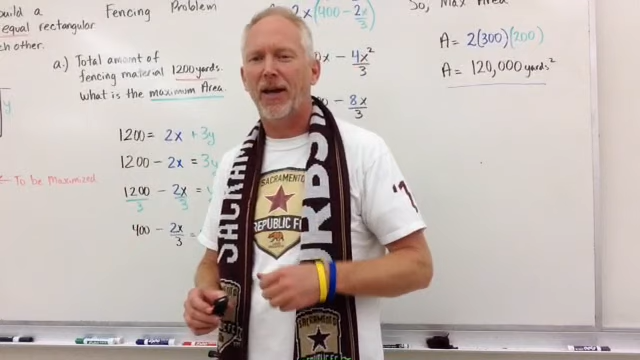 build a
Fencing Problem
equal rectangular
each other.
a.) Total amount of
fencing material 1200 yards.
What is the maximum Area.
1200 = 2x + 3y
1200 - 2x = 3y
1200/3 - 2x/3 =
400 - 2x/3 =
y
← To be maximized
2x(400 - 2x/3)
x - 4x²/3
- 8x/3
So, Max Area
A = 2(300)(200)
A = 120,000 yards²
SACRAME
SACRAMENTO
REPUBLIC FC